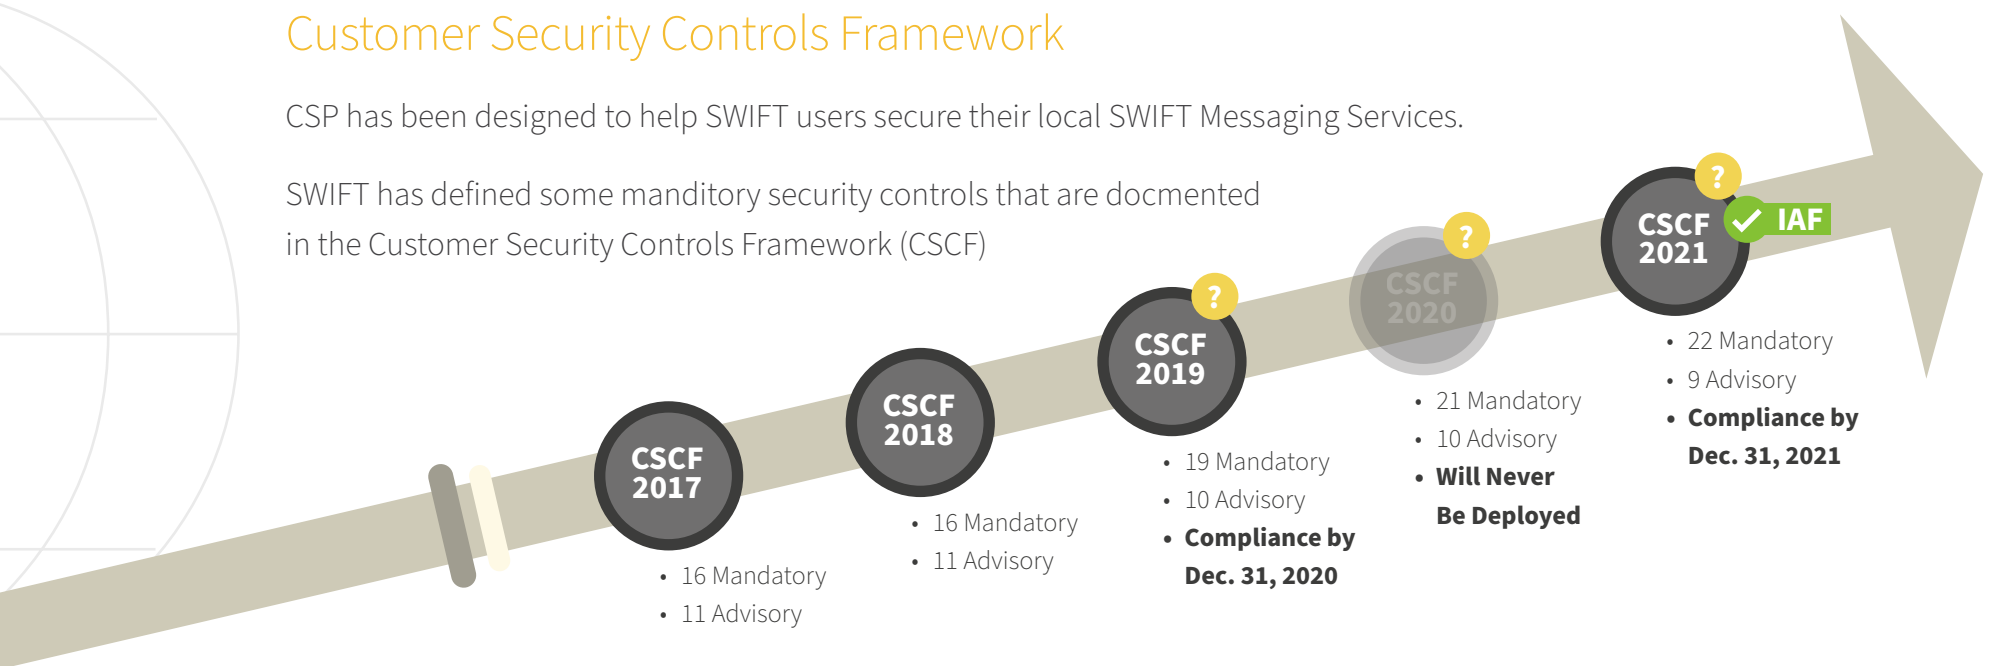 Customer Security Controls Framework
CSP has been designed to help SWIFT users secure their local SWIFT Messaging Services.
SWIFT has defined some manditory security controls that are docmented
in the Customer Security Controls Framework (CSCF)
CSCF
2017
• 16 Mandatory
• 11 Advisory
CSCF
2018
• 16 Mandatory
• 11 Advisory
?
CSCF
2019
• 19 Mandatory
• 10 Advisory
• Compliance by
Dec. 31, 2020
?
CSCF
2020
• 21 Mandatory
• 10 Advisory
• Will Never
Be Deployed
?
CSCF
2021
IAF
• 22 Mandatory
• 9 Advisory
• Compliance by
Dec. 31, 2021